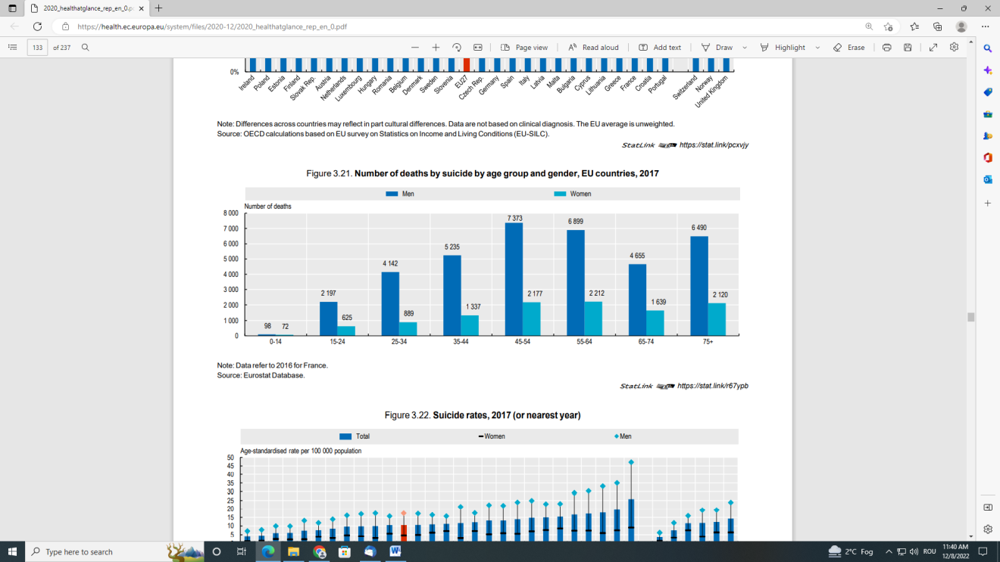 2020_healthatglance_rep_en_0.pd
https://health.ec.europa.eu/system/files/2020-12/2020_healthatglance_rep_en_0.pdf
133 of 237 Page view Read aloud Add text Draw Highlight Erase
0%
Ireland Poland Estonia Finland Slovak Rep. Austria Netherlands Luxembourg Hungary Romania Belgium Denmark Sweden Slovenia EU27 Czech Rep. Germany Spain Italy Latvia Malta Bulgaria Cyprus Lithuania Greece France Croatia Portugal Switzerland Norway United Kingdom
Note: Differences across countries may reflect in part cultural differences. Data are not based on clinical diagnosis. The EU average is unweighted.
Source: OECD calculations based on EU survey on Statistics on Income and Living Conditions (EU-SILC).
StatLink https://stat.link/pcxvjy
Figure 3.21. Number of deaths by suicide by age group and gender, EU countries, 2017
Men Women
Number of deaths
8 000
7 000
6 000
5 000
4 000
3 000
2 000
1 000
0
98 72
2 197 625
4 142 889
5 235 1 337
7 373 2 177
6 899 2 212
4 655 1 639
6 490 2 120
0-14 15-24 25-34 35-44 45-54 55-64 65-74 75+
Note: Data refer to 2016 for France.
Source: Eurostat Database.
StatLink https://stat.link/r67ypb
Figure 3.22. Suicide rates, 2017 (or nearest year)
Total Women Men
Age-standardised rate per 100 000 population
50
45
40
35
30
25
20
15
10
5
Type here to search
2°C Fog ROU 11:40 AM
12/8/2022